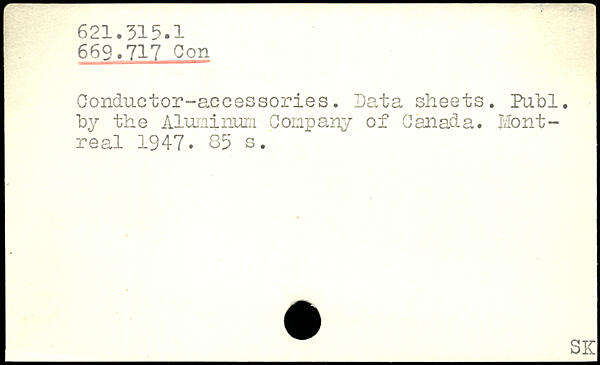 621.315.1
669.717 Con
Conductor-accessories. Data sheets. Publ.
by the Aluminum Company of Canada. Mont-
real 1947. 85 s.
SK